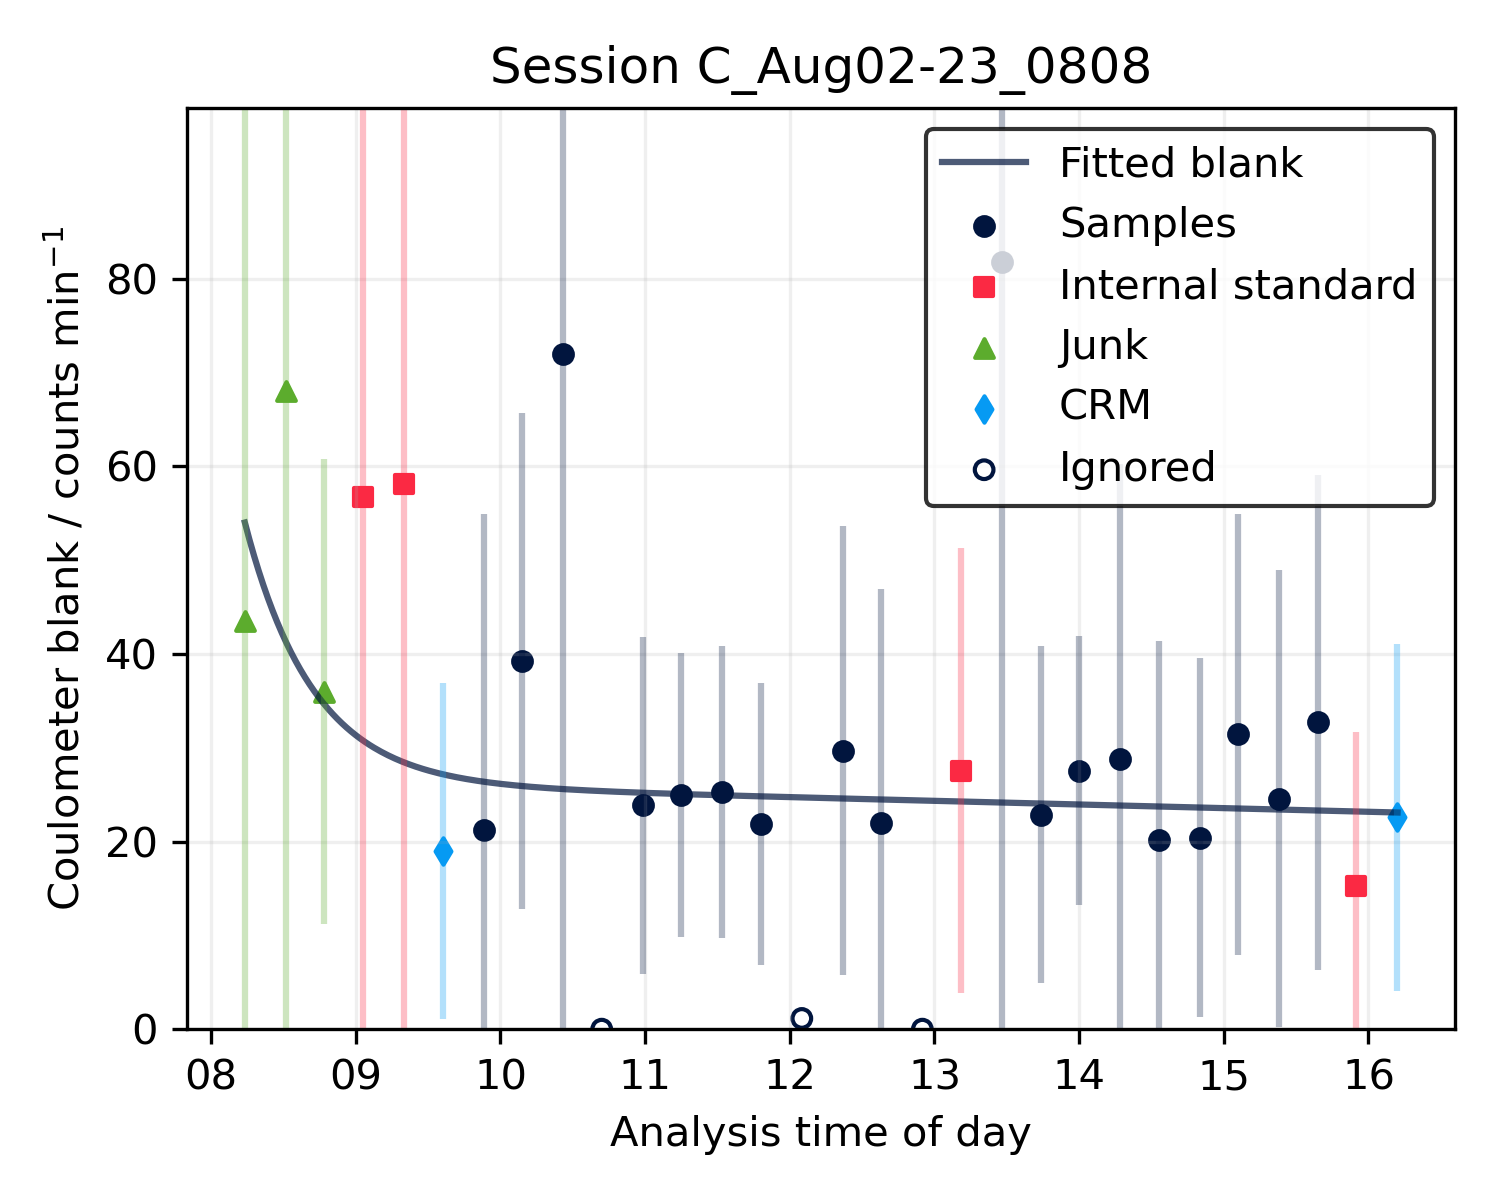 Session C_Aug02-23_0808
Coulometer blank / counts min⁻¹
80
60
40
20
0
Fitted blank
Samples
Internal standard
Junk
CRM
Ignored
08 09 10 11 12 13 14 15 16
Analysis time of day